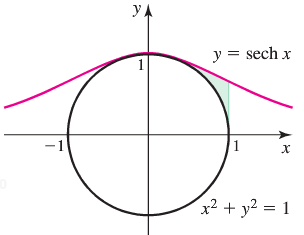 y
y = sech x
1
−1
1
x
x² + y² = 1